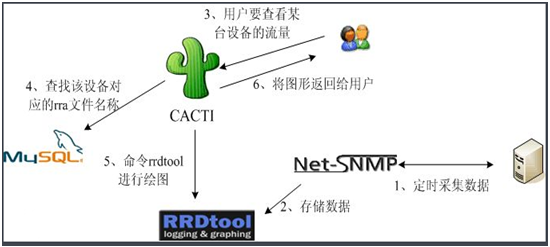 3、用户要查看某
台设备的流量
4、查找该设备对
应的rra文件名称
6、将图形返回给用户
CACTI
MySQL
5、命令rrdtool
进行绘图
Net-SNMP
1、定时采集数据
2、存储数据
RRDtool
logging & graphing